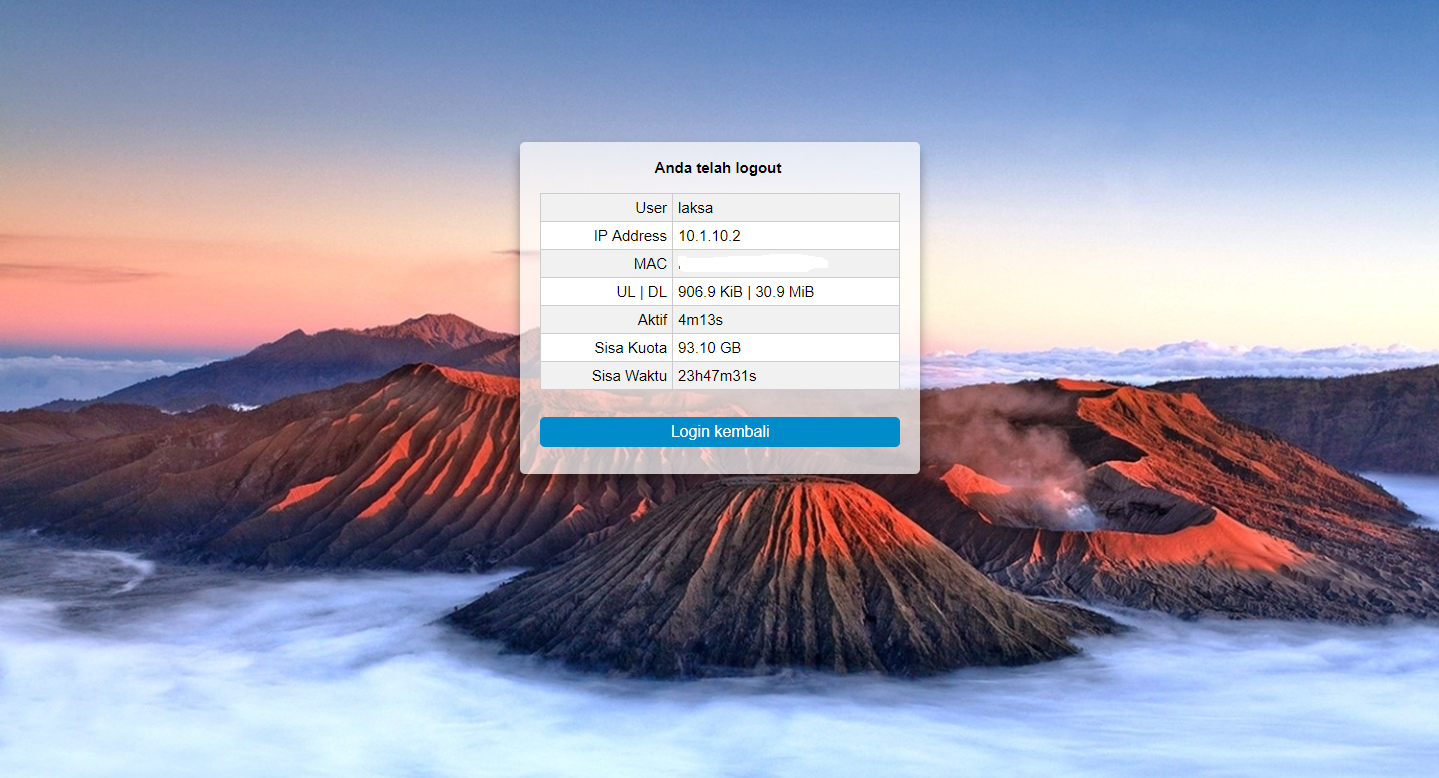 Anda telah logout
User laksa
IP Address 10.1.10.2
MAC
UL | DL 906.9 KiB | 30.9 MiB
Aktif 4m13s
Sisa Kuota 93.10 GB
Sisa Waktu 23h47m31s
Login kembali